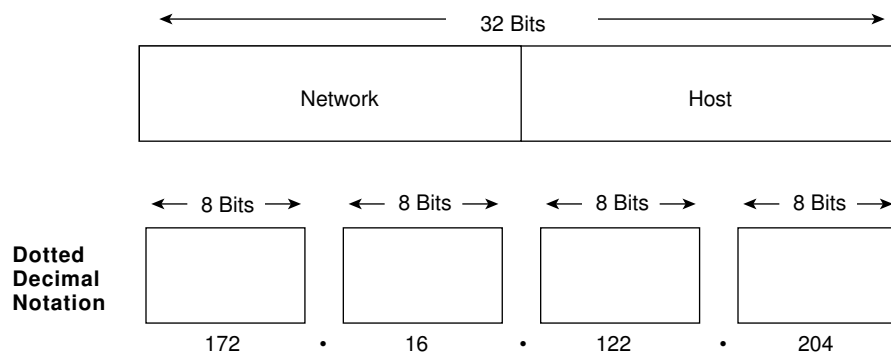 32 Bits
Network Host
8 Bits 8 Bits 8 Bits 8 Bits
Dotted
Decimal
Notation
172 • 16 • 122 • 204